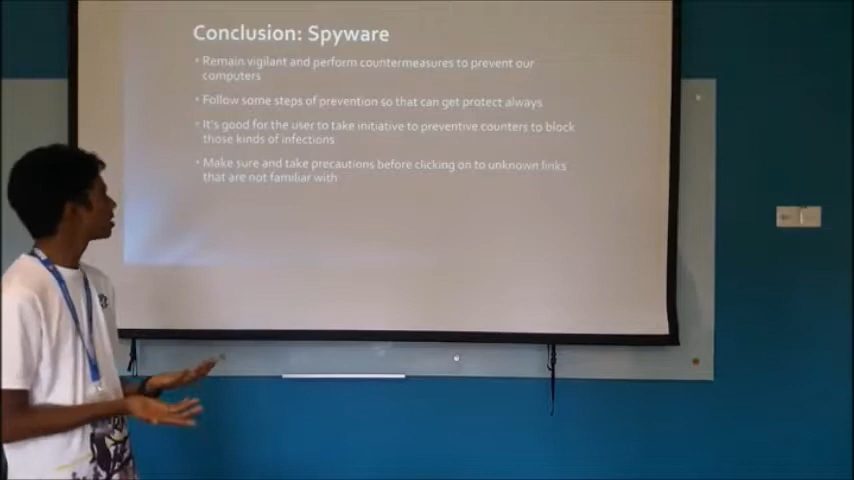 Conclusion: Spyware
• Remain vigilant and perform countermeasures to prevent our
computers
• Follow some steps of prevention so that can get protect always
• It's good for the user to take initiative to preventive counters to block
those kinds of infections
• Make sure and take precautions before clicking on to unknown links
that are not familiar with